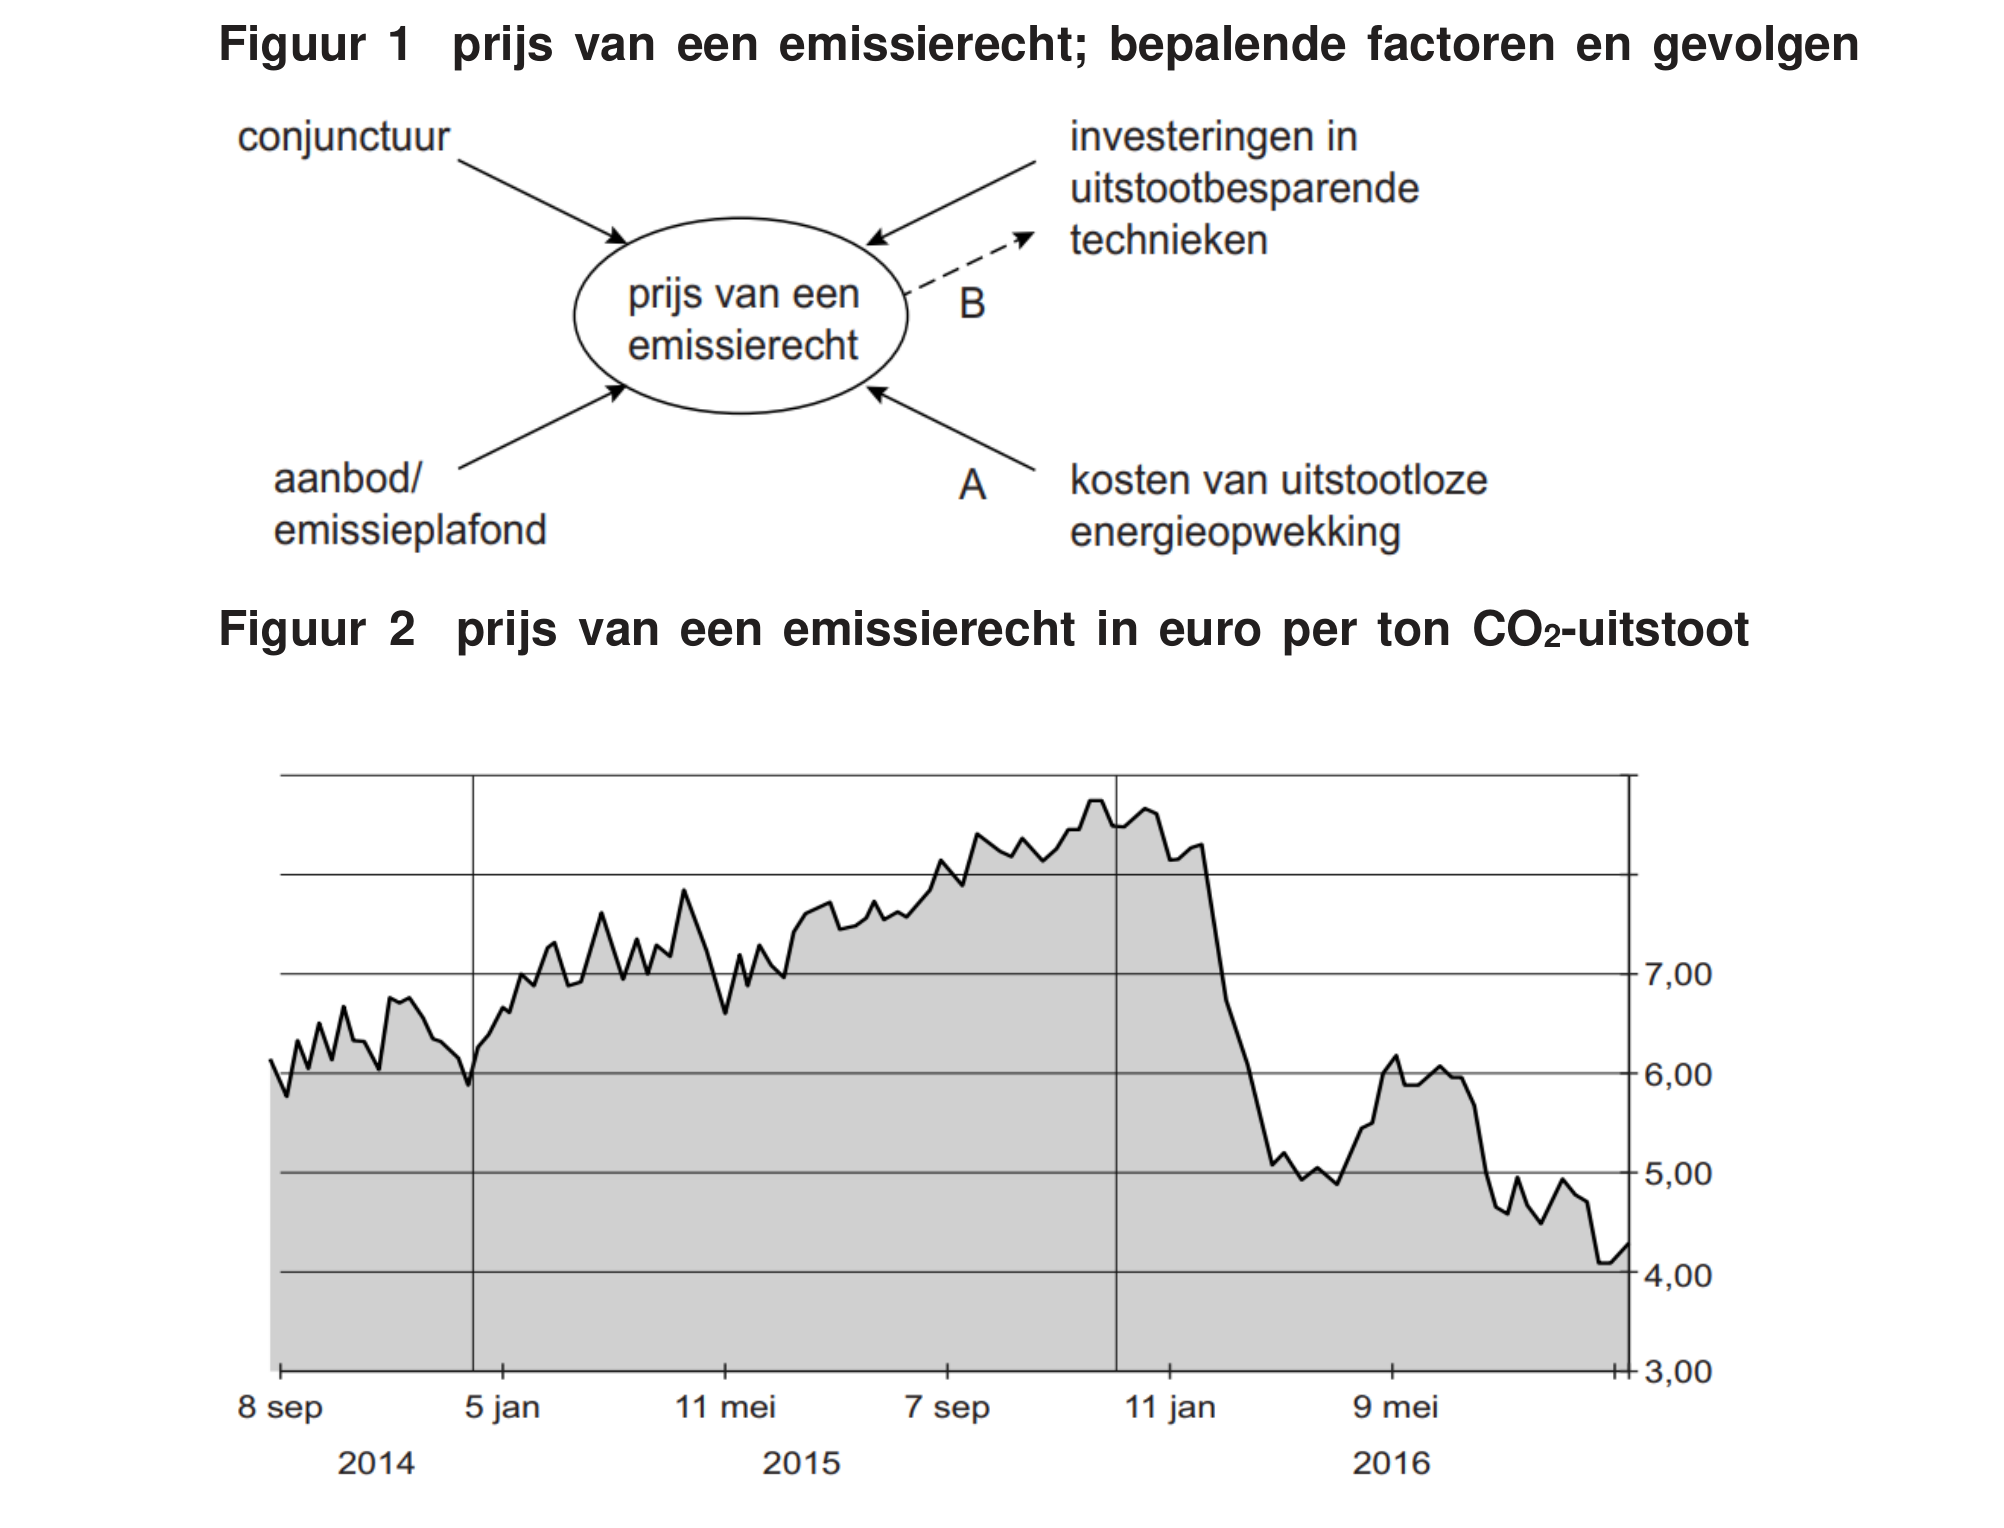 Figuur 1 prijs van een emissierecht; bepalende factoren en gevolgen
conjunctuur
investeringen in
uitstootbesparende
technieken
prijs van een
emissierecht
B
aanbod/
emissieplafond
A
kosten van uitstootloze
energieopwekking
Figuur 2 prijs van een emissierecht in euro per ton CO₂-uitstoot
7,00
6,00
5,00
4,00
3,00
8 sep 5 jan 11 mei 7 sep 11 jan 9 mei
2014 2015 2016